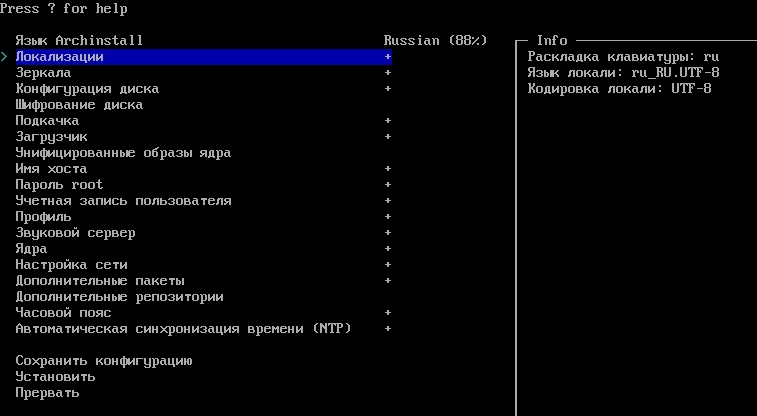 Press ? for help
Язык Archinstall Russian (88%)
> Локализации +
Зеркала +
Конфигурация диска +
Шифрование диска
Подкачка +
Загрузчик +
Унифицированные образы ядра
Имя хоста +
Пароль root +
Учетная запись пользователя +
Профиль +
Звуковой сервер +
Ядра +
Настройка сети +
Дополнительные пакеты +
Дополнительные репозитории
Часовой пояс +
Автоматическая синхронизация времени (NTP) +
Сохранить конфигурацию
Установить
Прервать
Info
Раскладка клавиатуры: ru
Язык локали: ru_RU.UTF-8
Кодировка локали: UTF-8